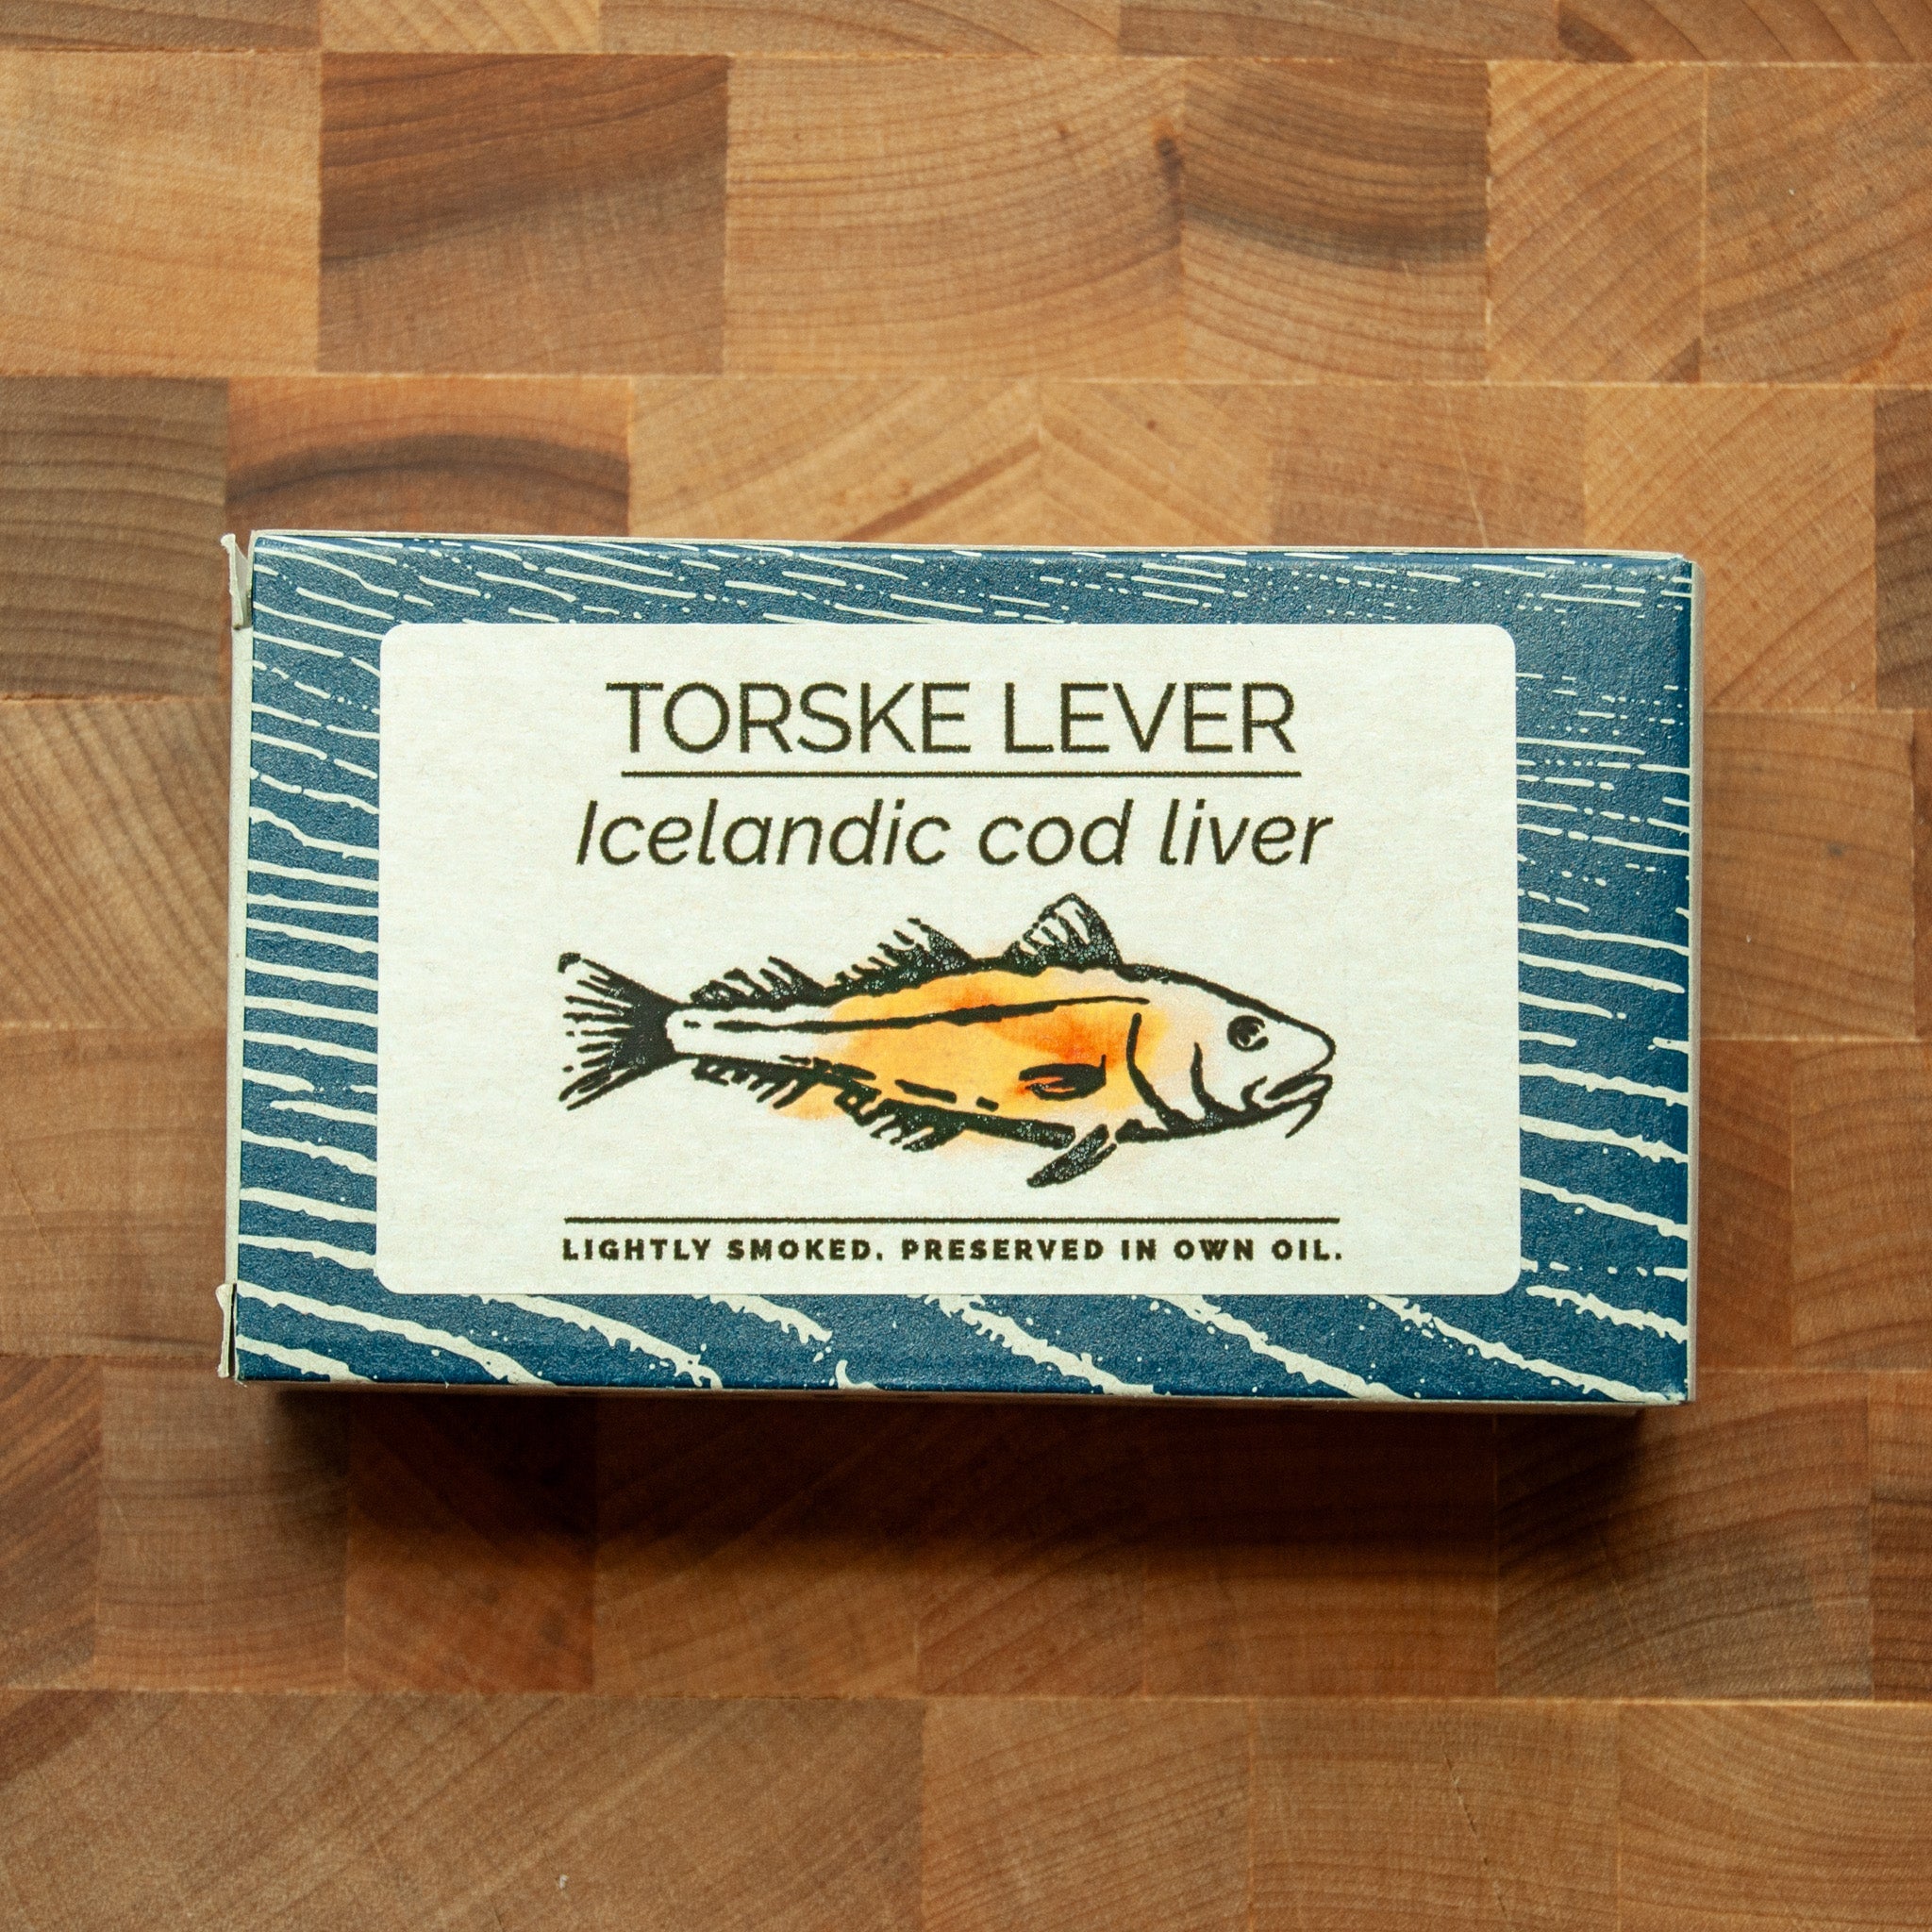 TORSKE LEVER
Icelandic cod liver
LIGHTLY SMOKED. PRESERVED IN OWN OIL.